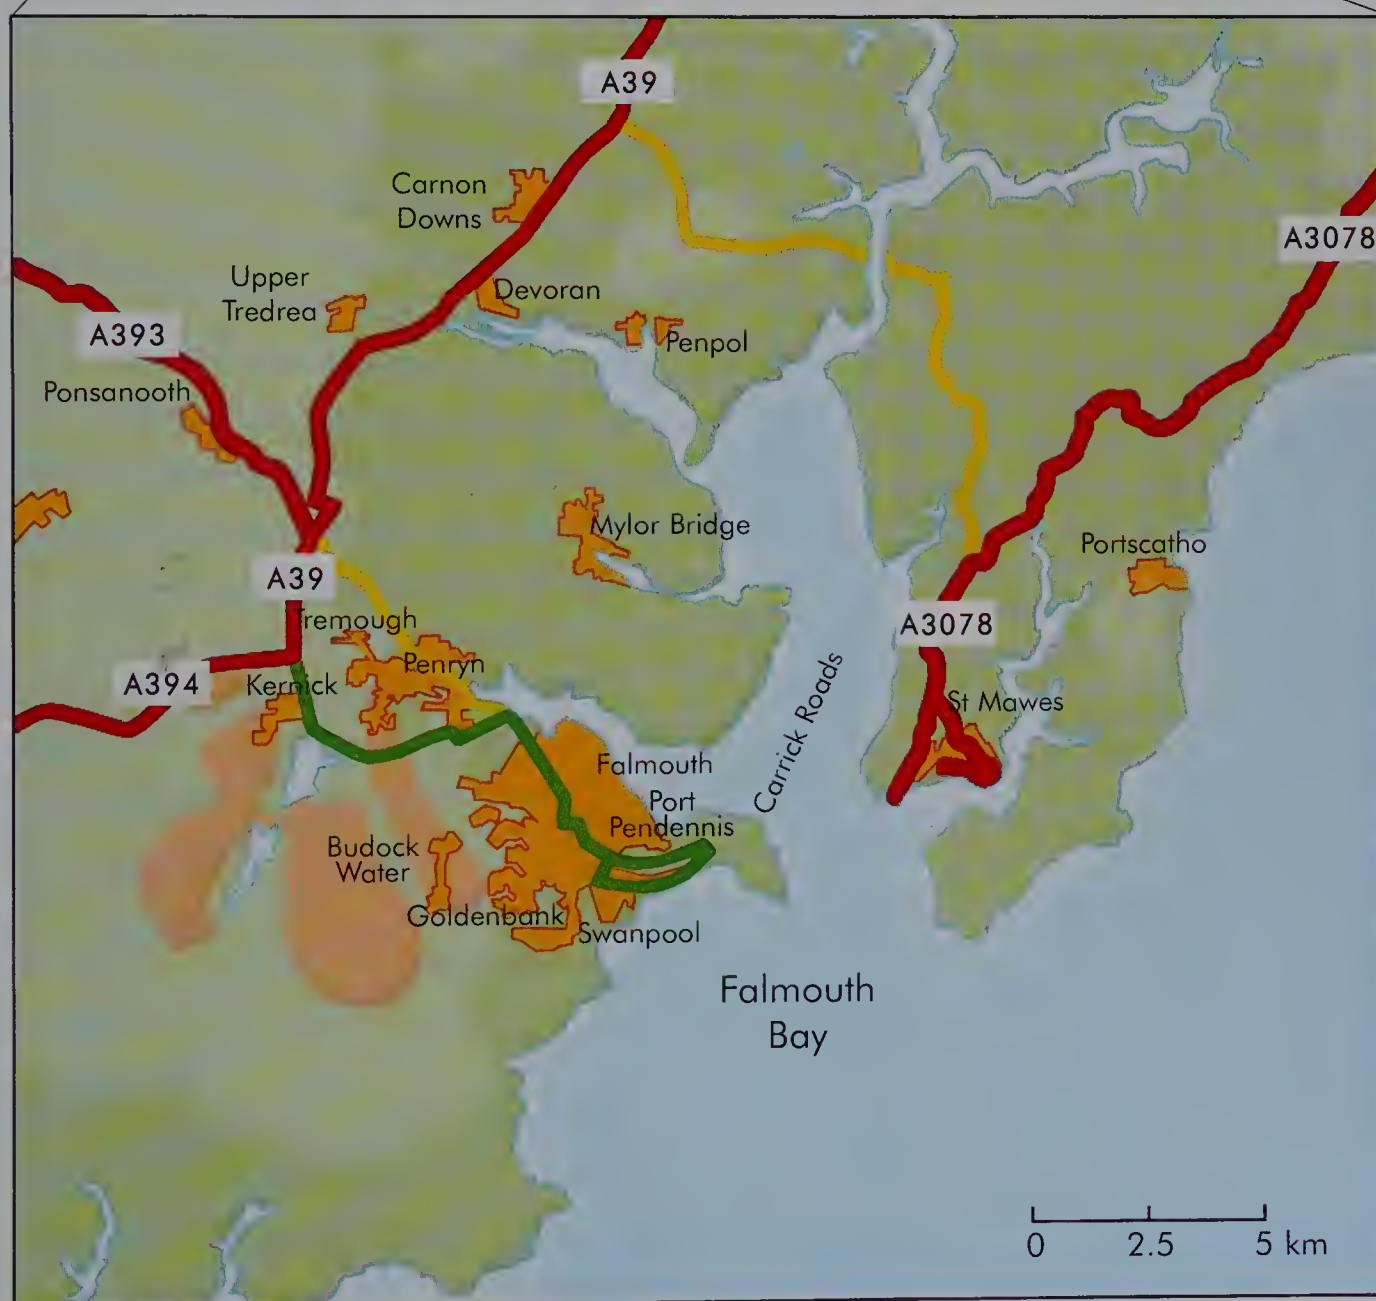 A39
Carnon
Downs
A3078
Upper
Tredrea
Devoran
A393
Penpol
Ponsanooth
Mylor Bridge
Portscatho
A39
Tremough
A3078
Penryn
A394
Kernick
Carrick Roads
St Mawes
Falmouth
Port
Pendennis
Budock
Water
Goldenbank
Swanpool
Falmouth
Bay
0 2.5 5 km